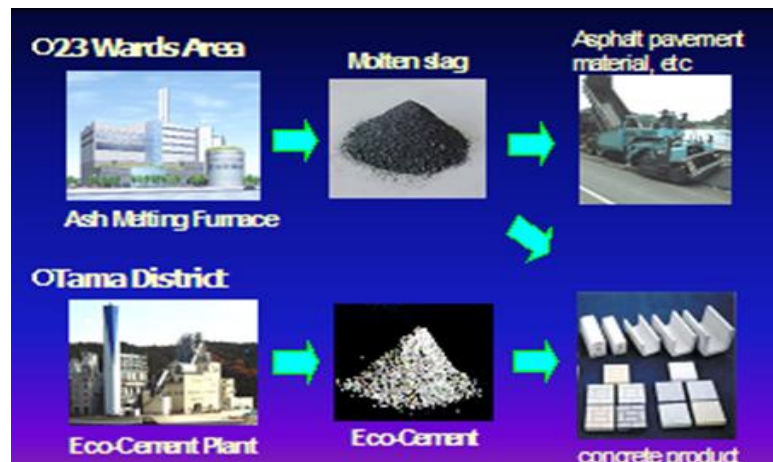 O23 Wards Area
Molten slag
Asphalt pavement
material, etc
Ash Melting Furnace
OTama District
Eco-Cement Plant
Eco-Cement
concrete product